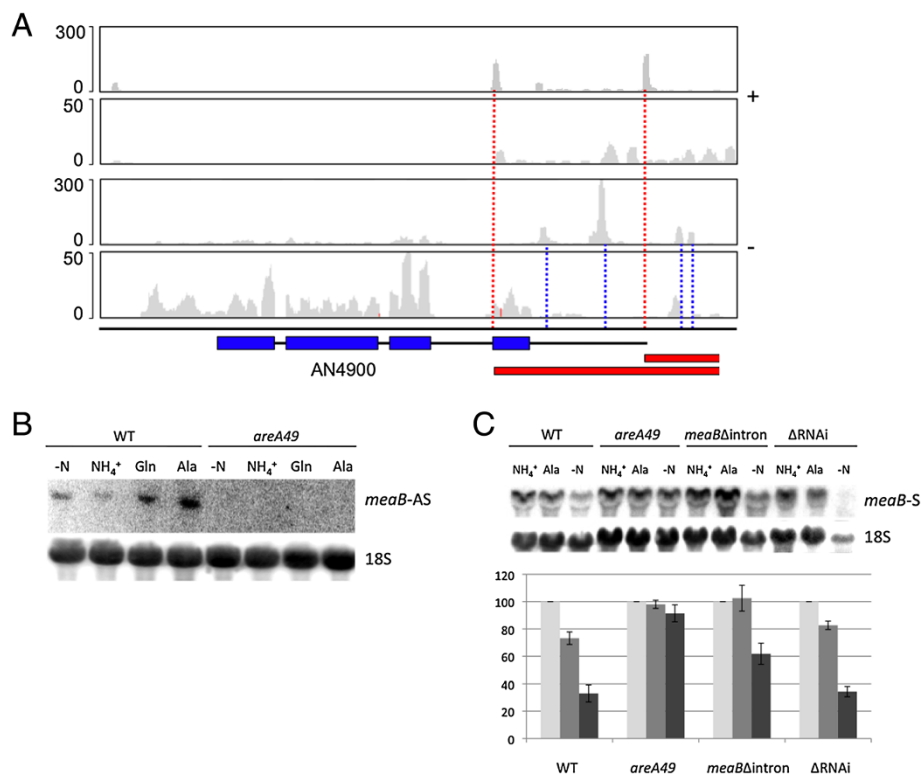 A
300
0
50
0
+
300
0
50
0
-
AN4900
B
WT areA49
-N NH4+ Gln Ala -N NH4+ Gln Ala
meaB-AS
18S
C
WT areA49 meaBΔintron ΔRNAi
NH4+ Ala -N NH4+ Ala -N NH4+ Ala -N NH4+ Ala -N
meaB-S
18S
120
100
80
60
40
20
0
WT areA49 meaBΔintron ΔRNAi